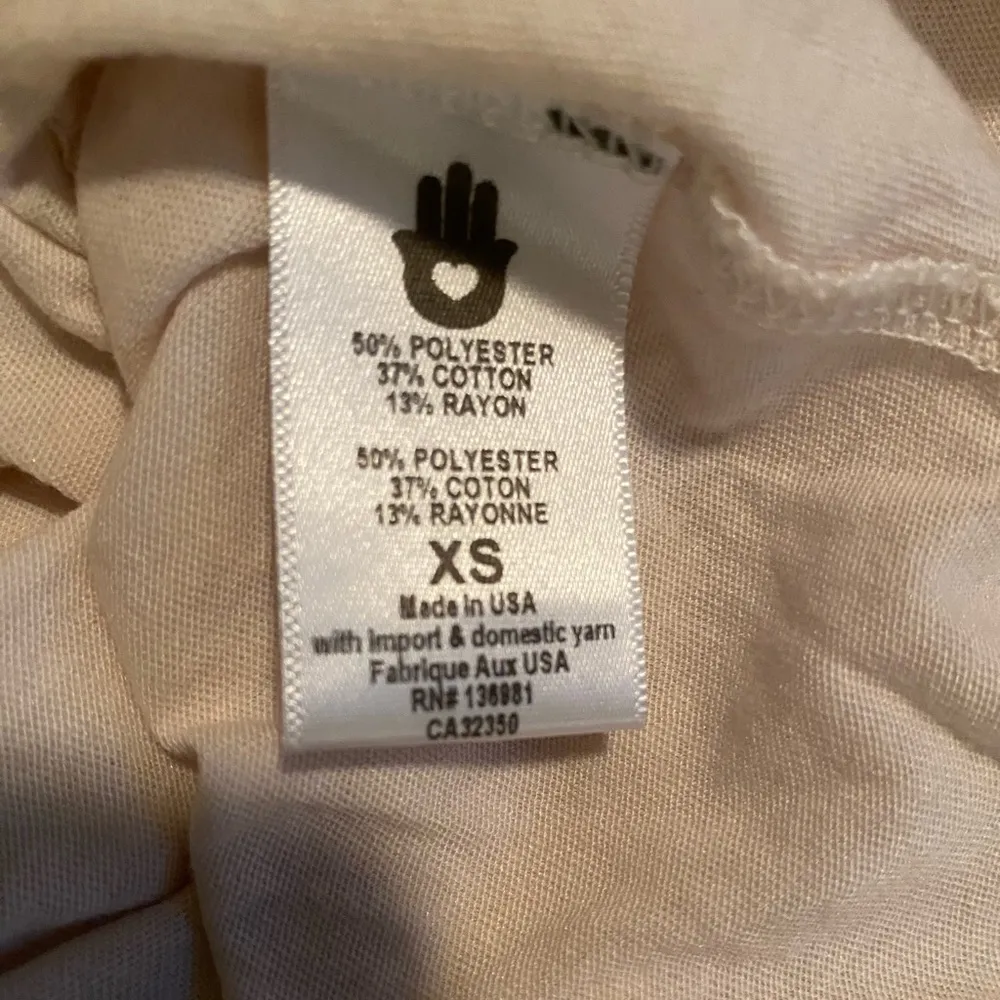 50% POLYESTER
37% COTTON
13% RAYON
50% POLYESTER
37% COTON
13% RAYONNE
XS
Made in USA
with import & domestic yarn
Fabrique Aux USA
RN# 136981
CA32350